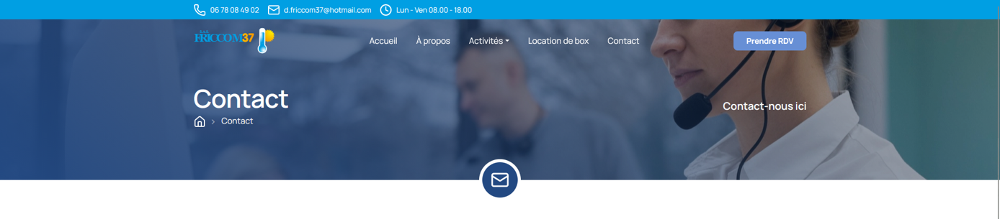 06 78 08 49 02 d.friccom37@hotmail.com Lun - Ven 08.00 - 18.00
FRICCOM37
Accueil À propos Activités Location de box Contact Prendre RDV
Contact
Contact-nous ici
Contact